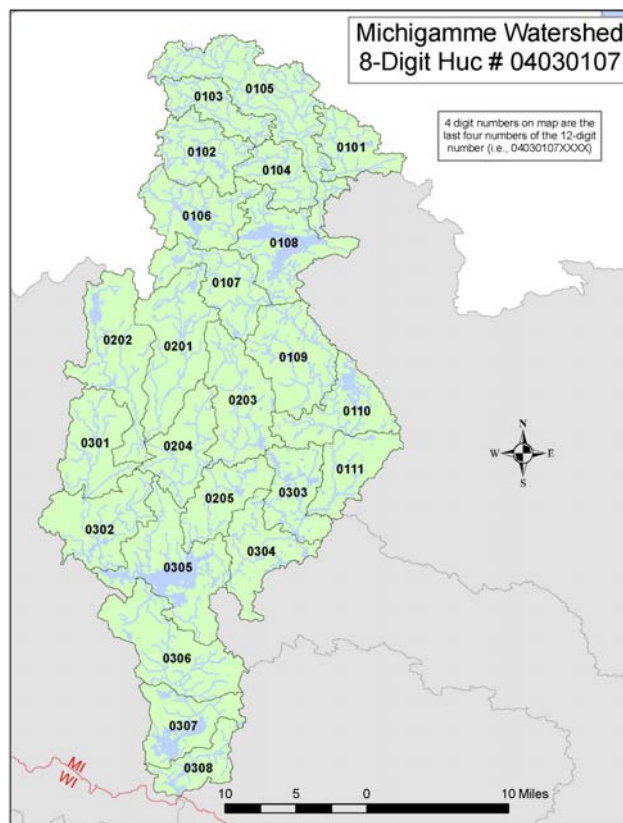 Michigamme Watershed
8-Digit Huc # 04030107
4 digit numbers on map are the
last four numbers of the 12-digit
number (i.e., 04030107XXXX)
0105
0103
0101
0102
0104
0106
0108
0107
0202
0201
0109
0203
0110
0301
0204
0111
0205
0303
0302
0304
0305
0306
0307
0308
N
W E
S
MI
WI
10 5 0 10 Miles